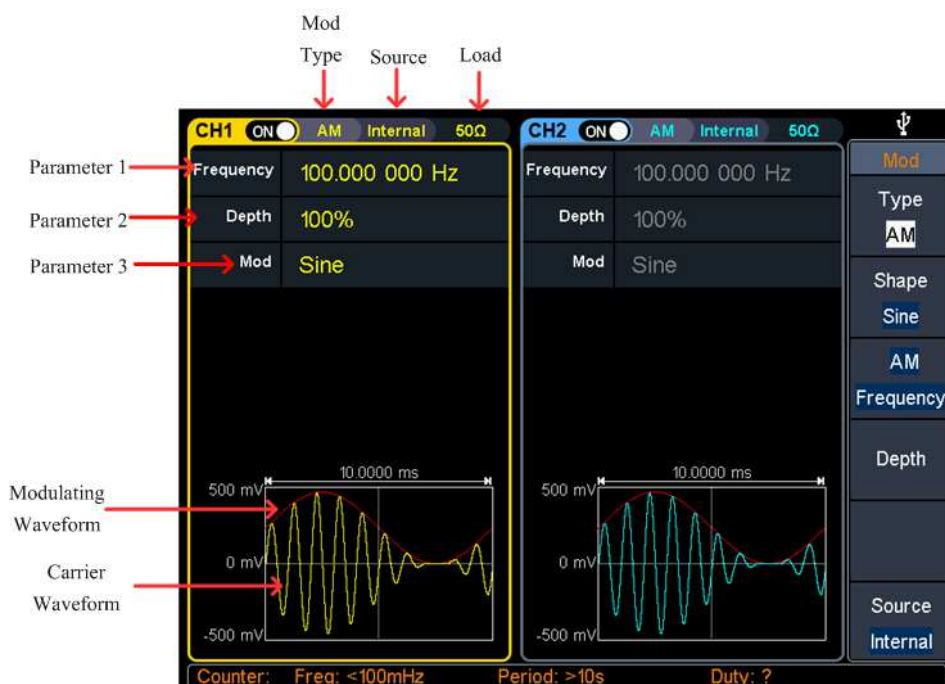 Mod
Type
Source
Load
CH1 ON AM Internal 50Ω
CH2 ON AM Internal 50Ω
Parameter 1
Frequency 100.000 000 Hz
Parameter 2
Depth 100%
Parameter 3
Mod Sine
Frequency 100.000 000 Hz
Depth 100%
Mod Sine
Mod
Type
AM
Shape
Sine
AM
Frequency
Depth
Source
Internal
10.0000 ms
500 mV
0 mV
-500 mV
10.0000 ms
500 mV
0 mV
-500 mV
Modulating
Waveform
Carrier
Waveform
Counter: Freq: <100mHz Period: >10s Duty: ?